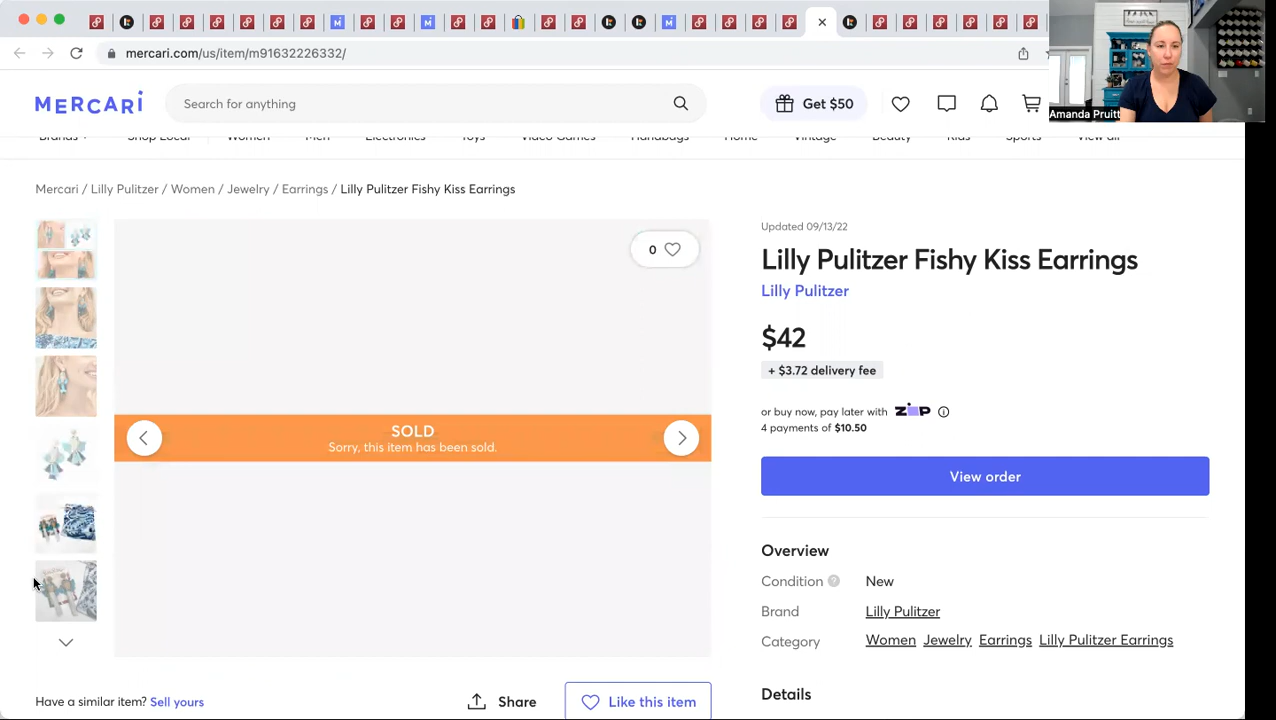 mercari.com/us/item/m91632226332/
MERCARI
Search for anything
Get $50
Amanda Pruitt
Brands Shop Local Women Men Electronics Toys Video Games Handbags Home Vintage Beauty Kids Sports View all
Mercari / Lilly Pulitzer / Women / Jewelry / Earrings / Lilly Pulitzer Fishy Kiss Earrings
0
SOLD
Sorry, this item has been sold.
Updated 09/13/22
Lilly Pulitzer Fishy Kiss Earrings
Lilly Pulitzer
$42
+ $3.72 delivery fee
or buy now, pay later with zip
4 payments of $10.50
View order
Overview
Condition ? New
Brand Lilly Pulitzer
Category Women Jewelry Earrings Lilly Pulitzer Earrings
Details
Have a similar item? Sell yours
Share
Like this item